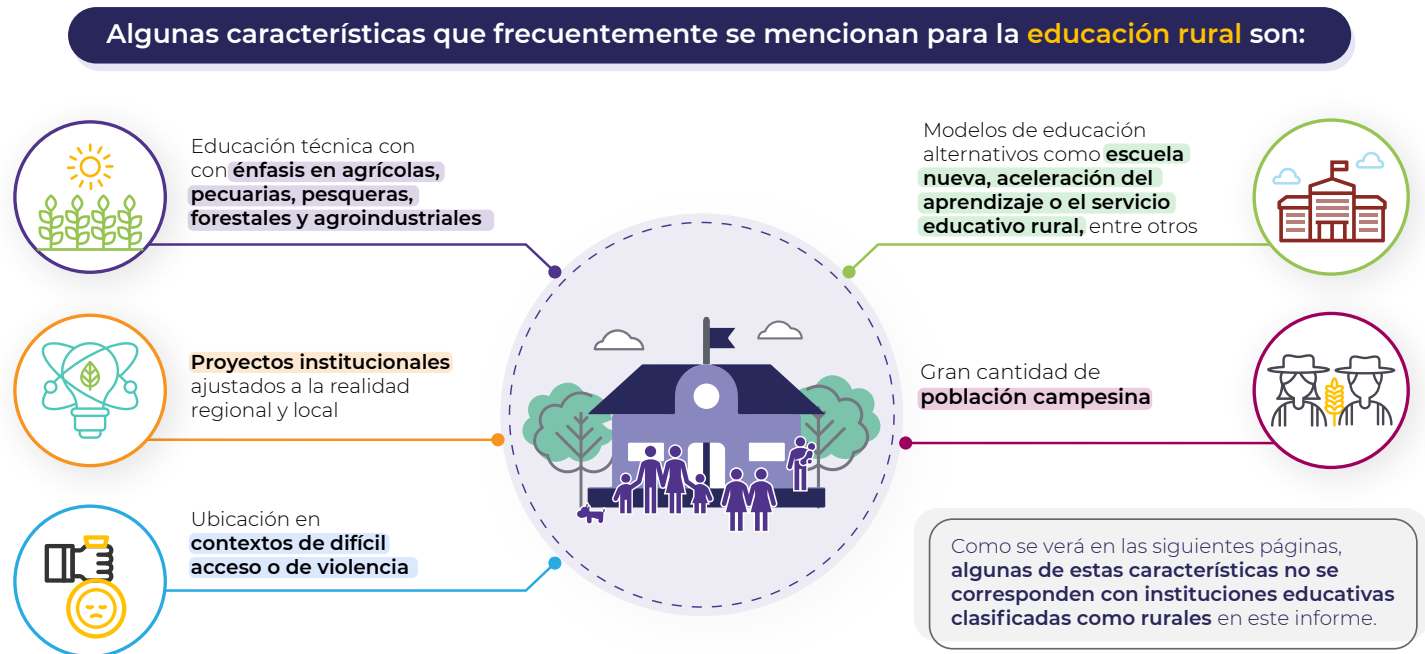 Algunas características que frecuentemente se mencionan para la educación rural son:
Educación técnica con
con énfasis en agrícolas,
pecuarias, pesqueras,
forestales y agroindustriales
Proyectos institucionales
ajustados a la realidad
regional y local
Ubicación en
contextos de difícil
acceso o de violencia
Modelos de educación
alternativos como escuela
nueva, aceleración del
aprendizaje o el servicio
educativo rural, entre otros
Gran cantidad de
población campesina
Como se verá en las siguientes páginas,
algunas de estas características no se
corresponden con instituciones educativas
clasificadas como rurales en este informe.